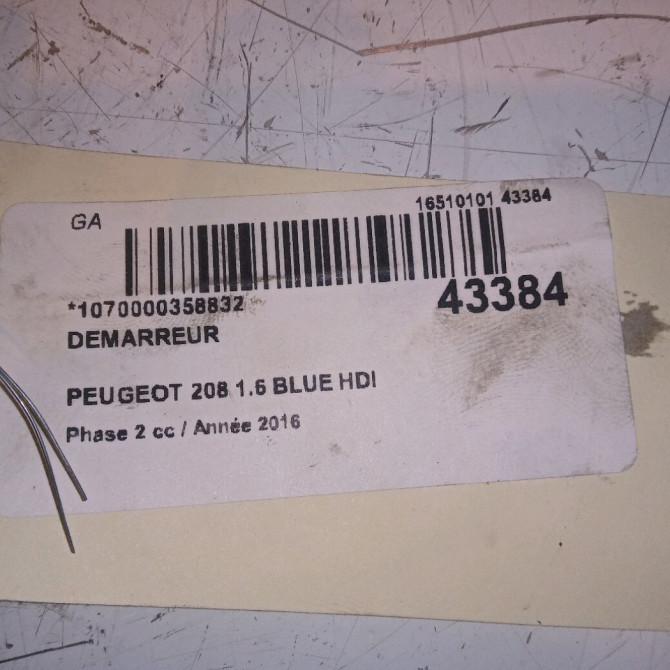 GA
16510101 43384
*1070000358832
43384
DEMARREUR
PEUGEOT 208 1.6 BLUE HDI
Phase 2 cc / Année 2016